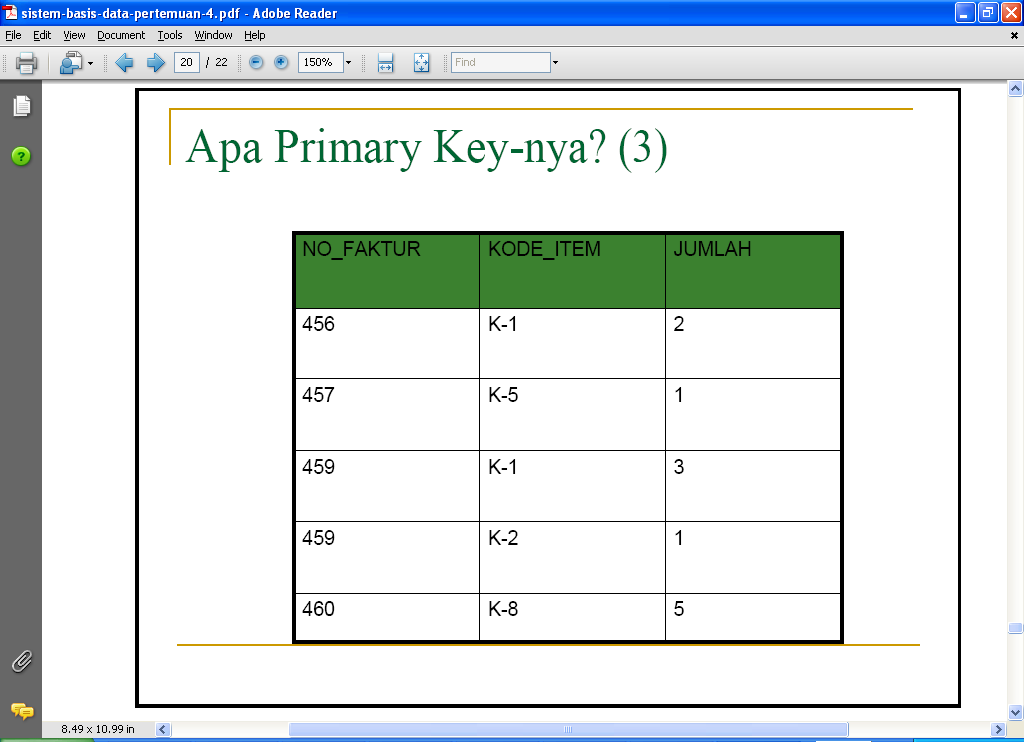 sistem-basis-data-pertemuan-4.pdf - Adobe Reader
File Edit View Document Tools Window Help
20 / 22 150% Find
Apa Primary Key-nya? (3)
NO_FAKTUR KODE_ITEM JUMLAH
456 K-1 2
457 K-5 1
459 K-1 3
459 K-2 1
460 K-8 5
8.49 x 10.99 in